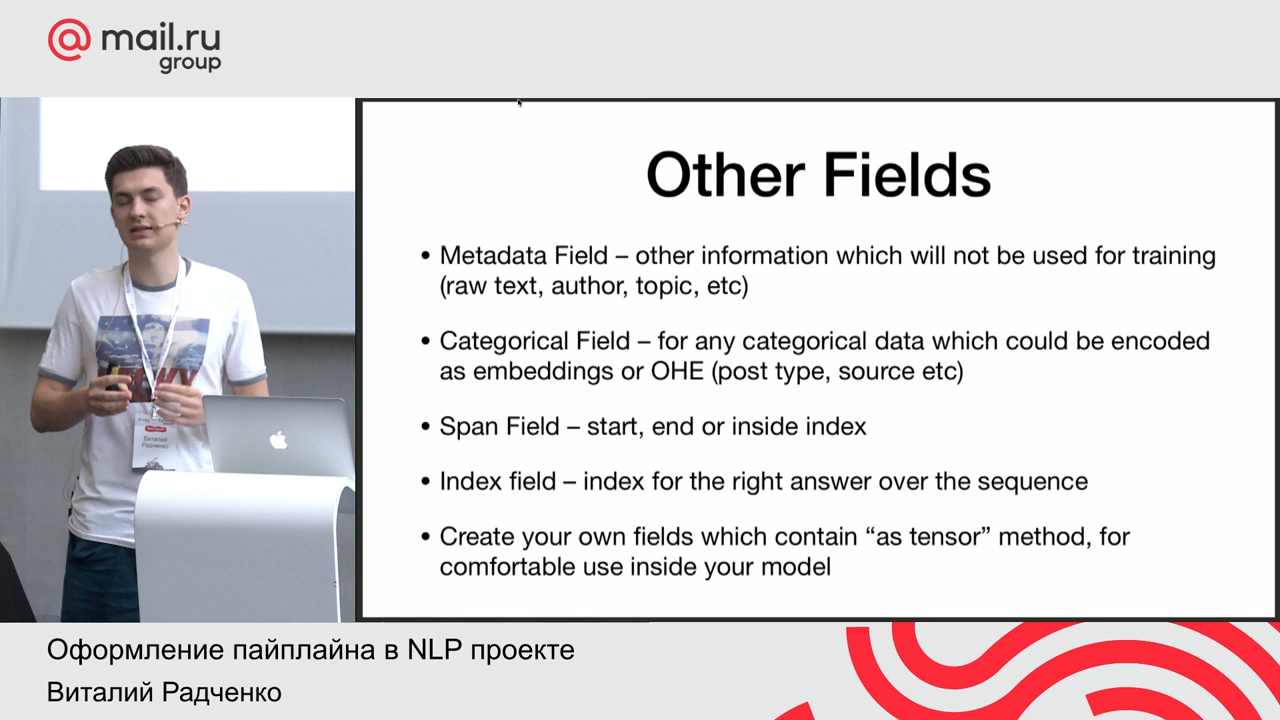 @mail.ru
group
Other Fields
• Metadata Field – other information which will not be used for training
(raw text, author, topic, etc)
• Categorical Field – for any categorical data which could be encoded
as embeddings or OHE (post type, source etc)
• Span Field – start, end or inside index
• Index field – index for the right answer over the sequence
• Create your own fields which contain “as tensor” method, for
comfortable use inside your model
Виталий
Радченко
Оформление пайплайна в NLP проекте
Виталий Радченко